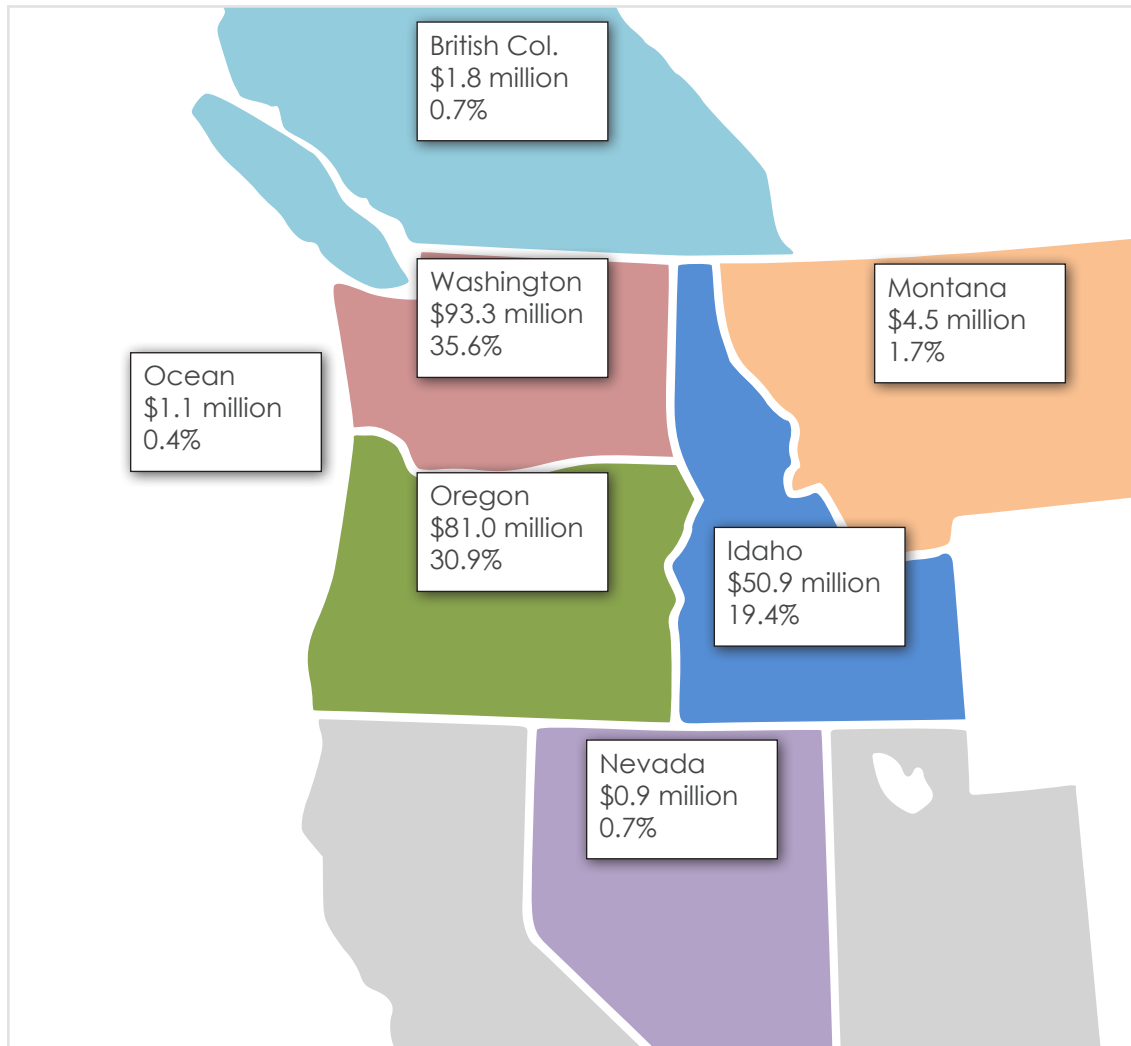 British Col.
$1.8 million
0.7%
Washington
$93.3 million
35.6%
Montana
$4.5 million
1.7%
Ocean
$1.1 million
0.4%
Oregon
$81.0 million
30.9%
Idaho
$50.9 million
19.4%
Nevada
$0.9 million
0.7%